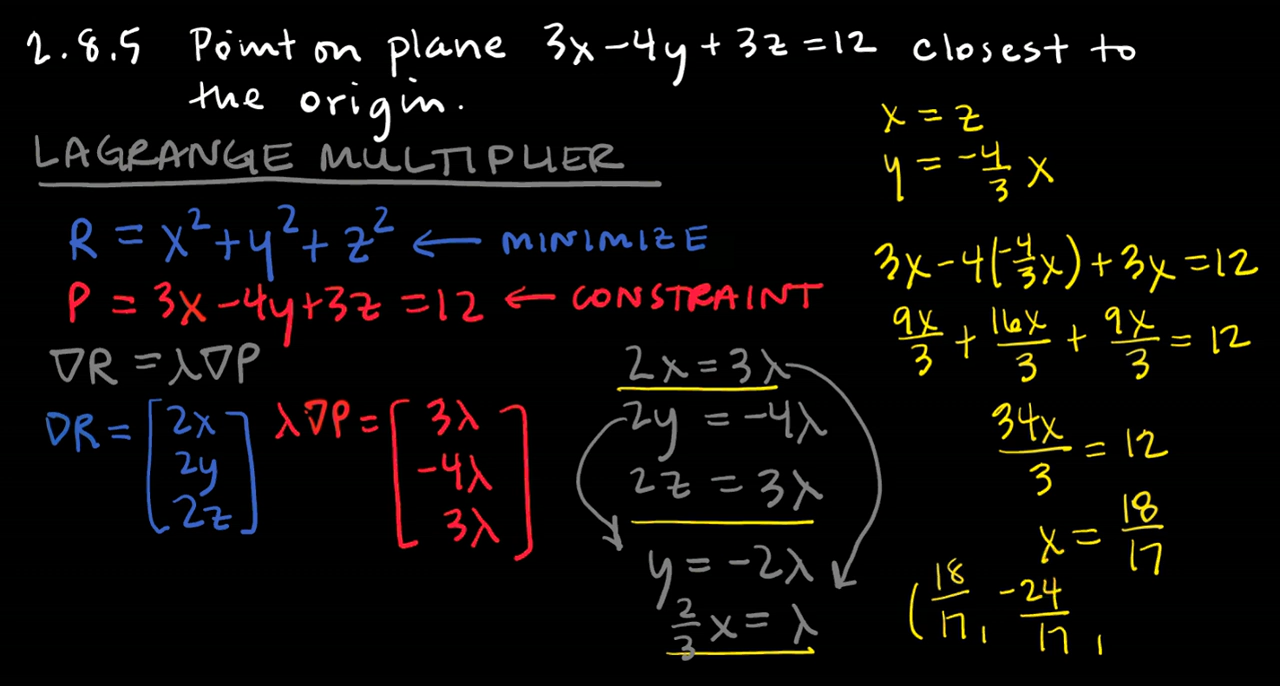 2.8.5 Point on plane 3x-4y+3z=12 closest to
the origin.
LAGRANGE MULTIPLIER
R = x²+y²+z² ← MINIMIZE
P = 3x-4y+3z=12 ← CONSTRAINT
∇R = λ∇P
∇R = [2x 2y 2z] λ∇P = [3λ -4λ 3λ]
2x=3λ
2y=-4λ
2z=3λ
y=-2λ
2/3 x=λ
x=z
y=-4/3 x
3x-4(-4/3 x)+3x=12
9x/3 + 16x/3 + 9x/3 = 12
34x/3 = 12
x = 18/17
(18/17, -24/17,